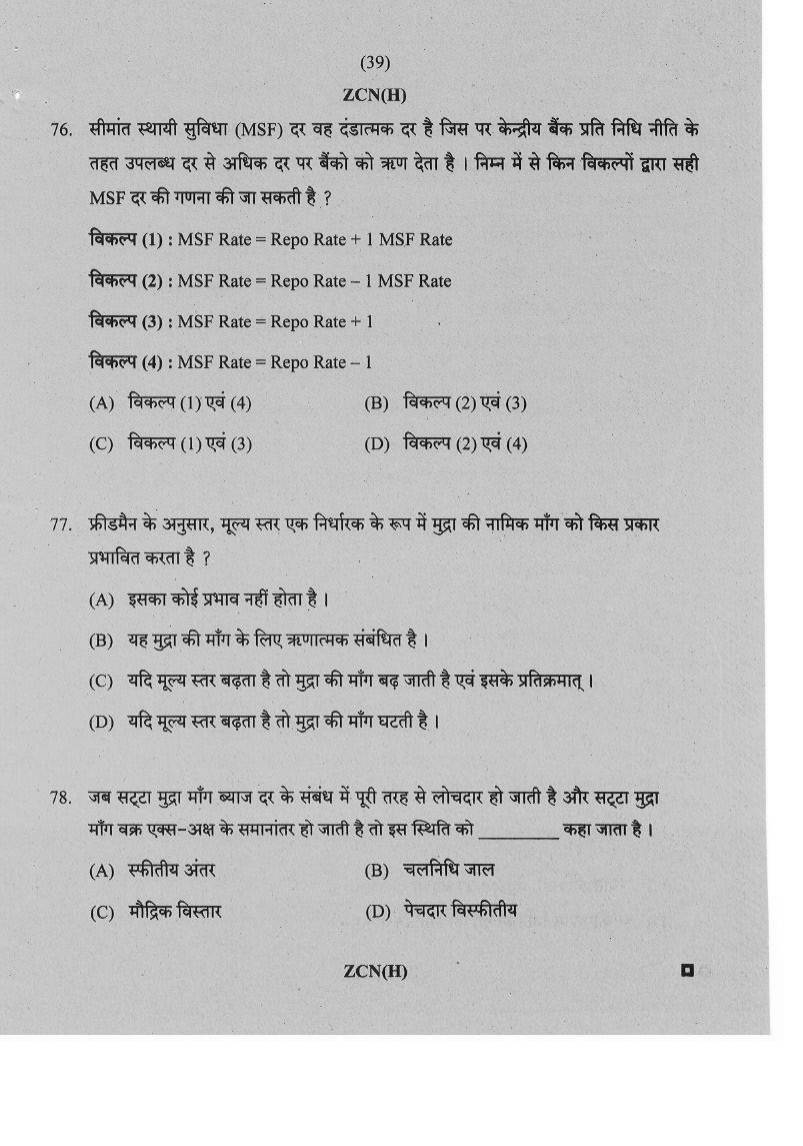 (39)
ZCN(H)
76. सीमांत स्थायी सुविधा (MSF) दर वह दंडात्मक दर है जिस पर केन्द्रीय बैंक प्रति निधि नीति के
तहत उपलब्ध दर से अधिक दर पर बैंको को ऋण देता है । निम्न में से किन विकल्पों द्वारा सही
MSF दर की गणना की जा सकती है ?
विकल्प (1) : MSF Rate = Repo Rate + 1 MSF Rate
विकल्प (2) : MSF Rate = Repo Rate – 1 MSF Rate
विकल्प (3) : MSF Rate = Repo Rate + 1
विकल्प (4) : MSF Rate = Repo Rate – 1
(A) विकल्प (1) एवं (4) (B) विकल्प (2) एवं (3)
(C) विकल्प (1) एवं (3) (D) विकल्प (2) एवं (4)
77. फ्रीडमैन के अनुसार, मूल्य स्तर एक निर्धारक के रूप में मुद्रा की नामिक माँग को किस प्रकार
प्रभावित करता है ?
(A) इसका कोई प्रभाव नहीं होता है ।
(B) यह मुद्रा की माँग के लिए ऋणात्मक संबंधित है ।
(C) यदि मूल्य स्तर बढ़ता है तो मुद्रा की माँग बढ़ जाती है एवं इसके प्रतिक्रमात् ।
(D) यदि मूल्य स्तर बढ़ता है तो मुद्रा की माँग घटती है ।
78. जब सट्टा मुद्रा माँग ब्याज दर के संबंध में पूरी तरह से लोचदार हो जाती है और सट्टा मुद्रा
माँग वक्र एक्स-अक्ष के समानांतर हो जाती है तो इस स्थिति को _________ कहा जाता है ।
(A) स्फीतीय अंतर (B) चलनिधि जाल
(C) मौद्रिक विस्तार (D) पेचदार विस्फीतीय
ZCN(H)